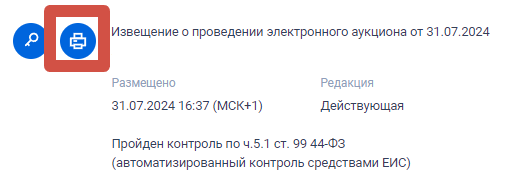 Извещение о проведении электронного аукциона от 31.07.2024
Размещено Редакция
31.07.2024 16:37 (МСК+1) Действующая
Пройден контроль по ч.5.1 ст. 99 44-ФЗ
(автоматизированный контроль средствами ЕИС)